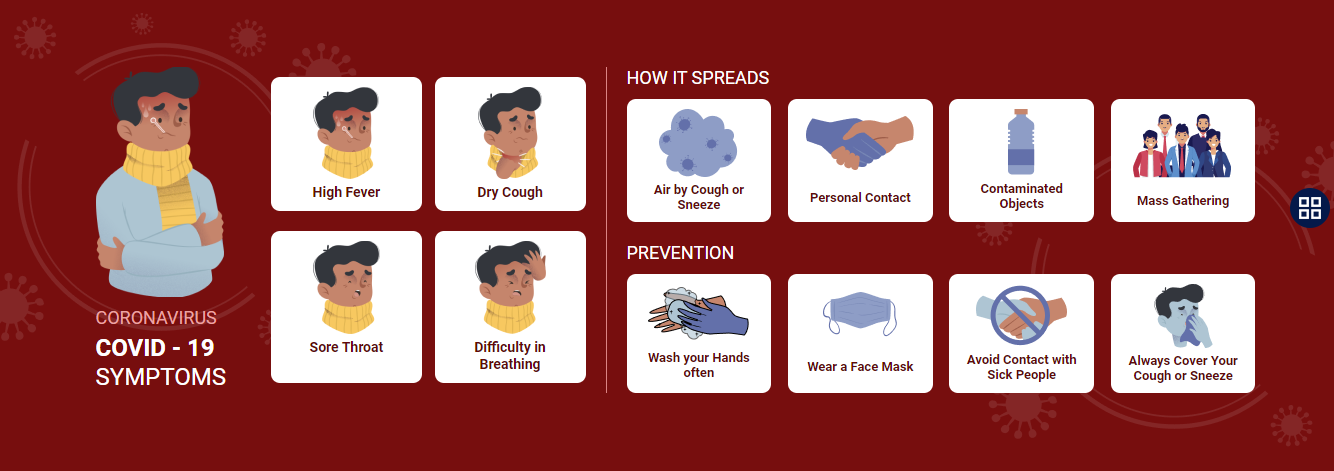 CORONAVIRUS
COVID - 19
SYMPTOMS
High Fever
Dry Cough
Sore Throat
Difficulty in
Breathing
HOW IT SPREADS
Air by Cough or
Sneeze
Personal Contact
Contaminated
Objects
Mass Gathering
PREVENTION
Wash your Hands
often
Wear a Face Mask
Avoid Contact with
Sick People
Always Cover Your
Cough or Sneeze